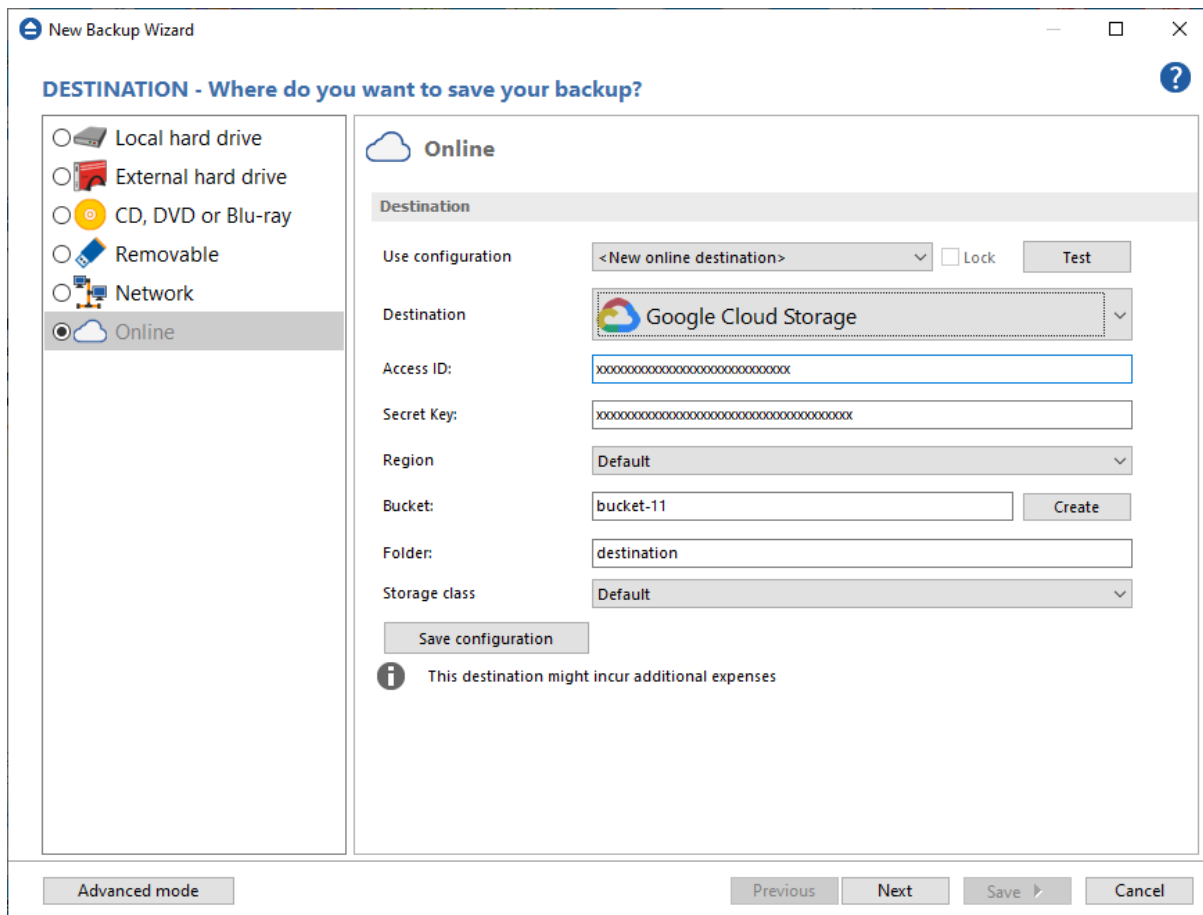 New Backup Wizard
DESTINATION - Where do you want to save your backup?
?
Local hard drive
External hard drive
CD, DVD or Blu-ray
Removable
Network
Online
Online
Destination
Use configuration <New online destination> Lock Test
Destination Google Cloud Storage
Access ID: xxxxxxxxxxxxxxxxxxxxxxxxxxxx
Secret Key: xxxxxxxxxxxxxxxxxxxxxxxxxxxxxxxxxxxxx
Region Default
Bucket: bucket-11 Create
Folder: destination
Storage class Default
Save configuration
This destination might incur additional expenses
Advanced mode Previous Next Save Cancel